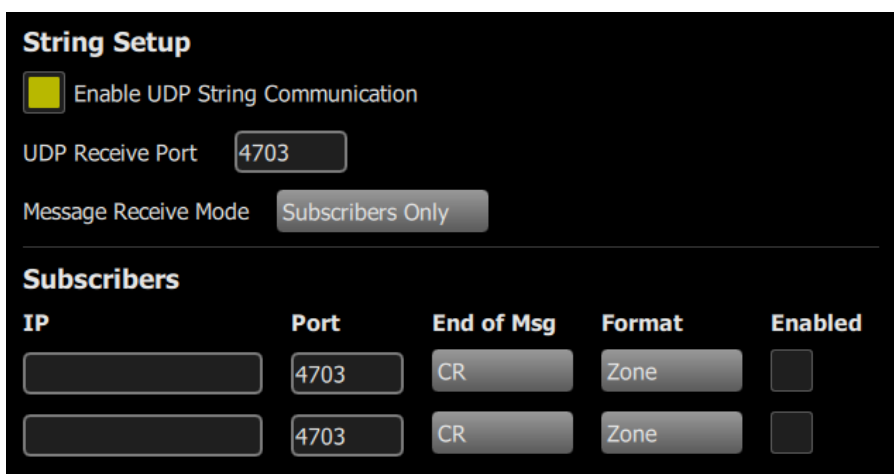 String Setup
Enable UDP String Communication
UDP Receive Port 4703
Message Receive Mode Subscribers Only
Subscribers
IP Port End of Msg Format Enabled
4703 CR Zone
4703 CR Zone